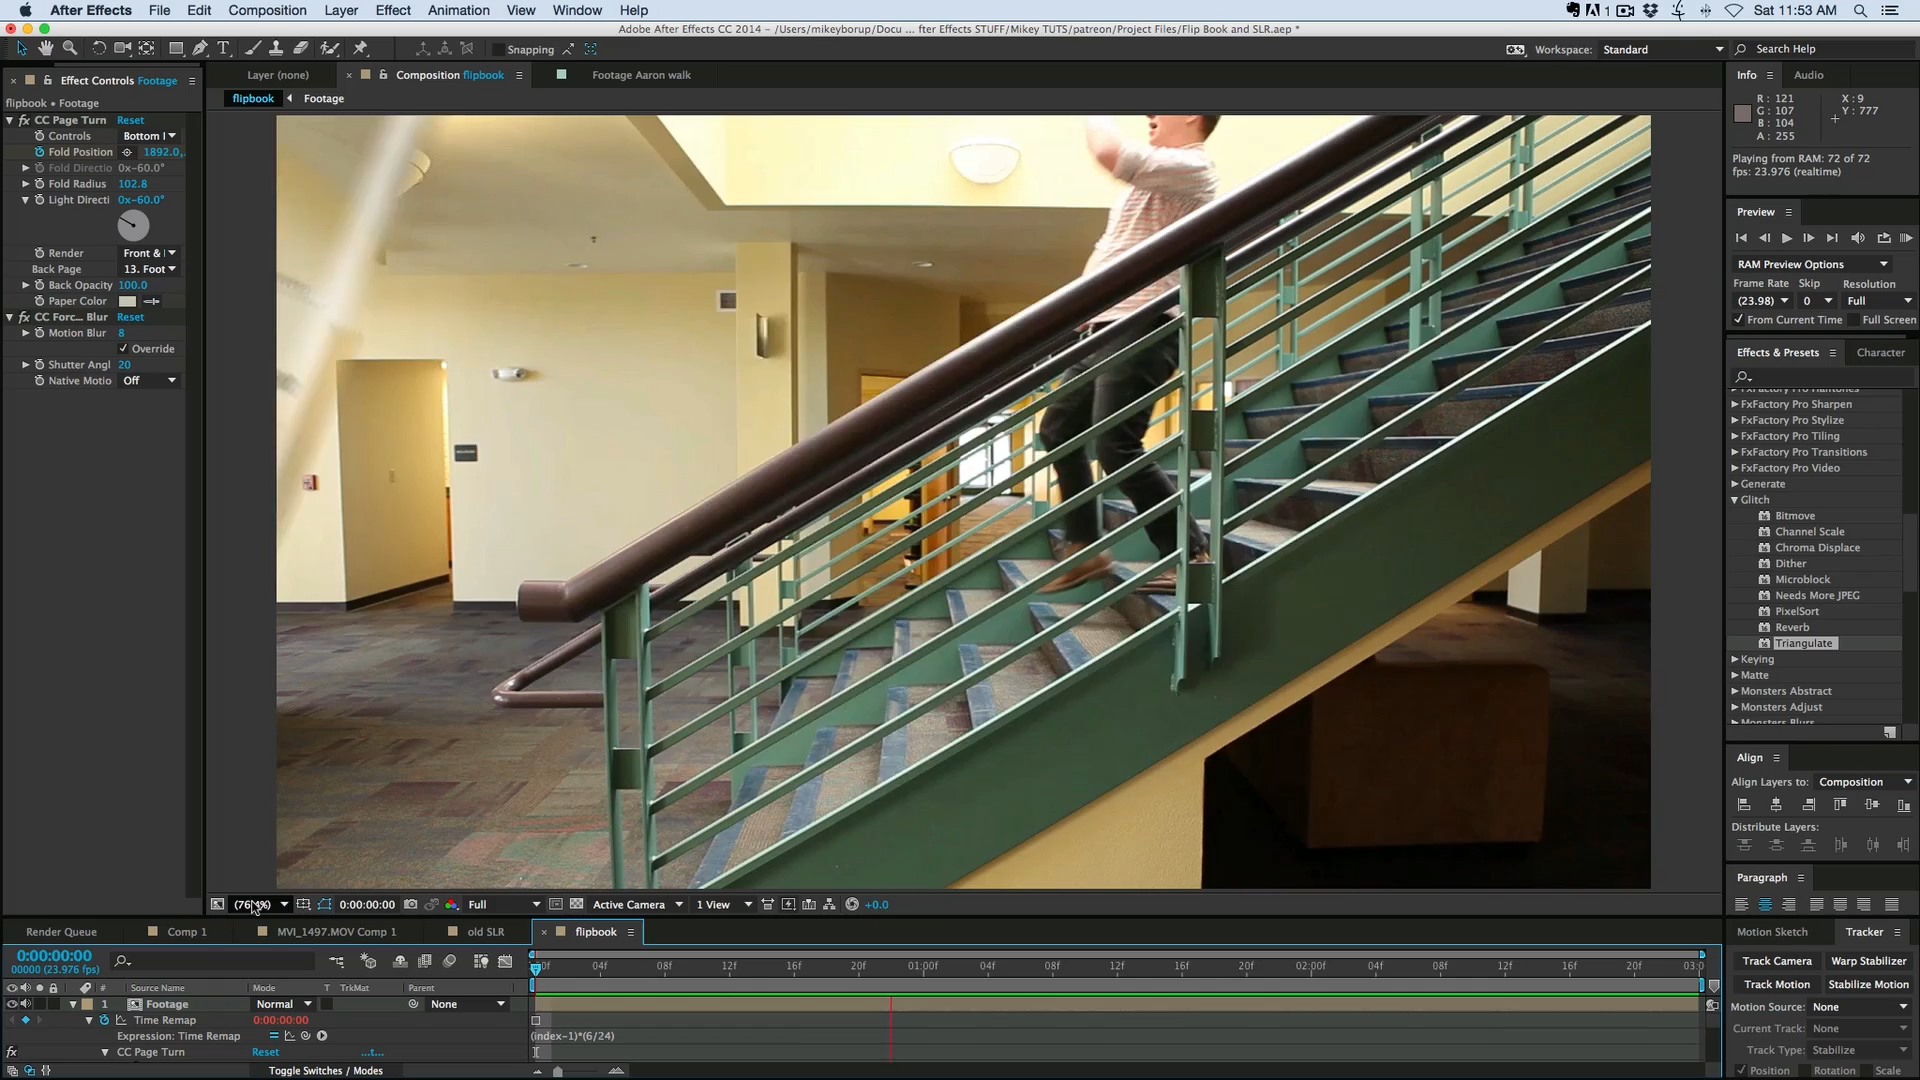 After Effects File Edit Composition Layer Effect Animation View Window Help
1 Sat 11:53 AM
Adobe After Effects CC 2014 - /Users/mikeyborup/Docu ... fter Effects STUFF/Mikey TUTS/patreon/Project Files/Flip Book and SLR.aep *
Snapping Workspace: Standard Search Help
Effect Controls Footage
flipbook • Footage
fx CC Page Turn Reset
Controls Bottom
Fold Position 1892.0,
Fold Directio 0x-60.0°
Fold Radius 102.8
Light Directi 0x-60.0°
Render Front &
Back Page 13. Foot
Back Opacity 100.0
Paper Color
fx CC Forc... Blur Reset
Motion Blur 8
Override
Shutter Angl 20
Native Motio Off
Layer (none) Composition flipbook Footage Aaron walk
flipbook Footage
(76.4%) 0:00:00:00 Full Active Camera 1 View +0.0
Info Audio
R: 121 X: 9
G: 107 Y: 777
B: 104
A: 255
Playing from RAM: 72 of 72
fps: 23.976 (realtime)
Preview
RAM Preview Options
Frame Rate Skip Resolution
(23.98) 0 Full
From Current Time Full Screen
Effects & Presets Character
FxFactory Pro Halftones
FxFactory Pro Sharpen
FxFactory Pro Stylize
FxFactory Pro Tiling
FxFactory Pro Transitions
FxFactory Pro Video
Generate
Glitch
Bitmove
Channel Scale
Chroma Displace
Dither
Microblock
Needs More JPEG
PixelSort
Reverb
Triangulate
Keying
Matte
Monsters Abstract
Monsters Adjust
Monsters Blurs
Align
Align Layers to: Composition
Distribute Layers:
Paragraph
Motion Sketch Tracker
Track Camera Warp Stabilizer
Track Motion Stabilize Motion
Motion Source: None
Current Track: None
Track Type: Stabilize
Position Rotation Scale
Render Queue Comp 1 MVI_1497.MOV Comp 1 old SLR flipbook
0:00:00:00
00000 (23.976 fps)
00f 04f 08f 12f 16f 20f 01:00f 04f 08f 12f 16f 20f 02:00f 04f 08f 12f 16f 20f 03:0
# Source Name Mode T TrkMat Parent
1 Footage Normal None
Time Remap 0:00:00:00
Expression: Time Remap (index-1)*(6/24)
fx CC Page Turn Reset ...t...
Toggle Switches / Modes